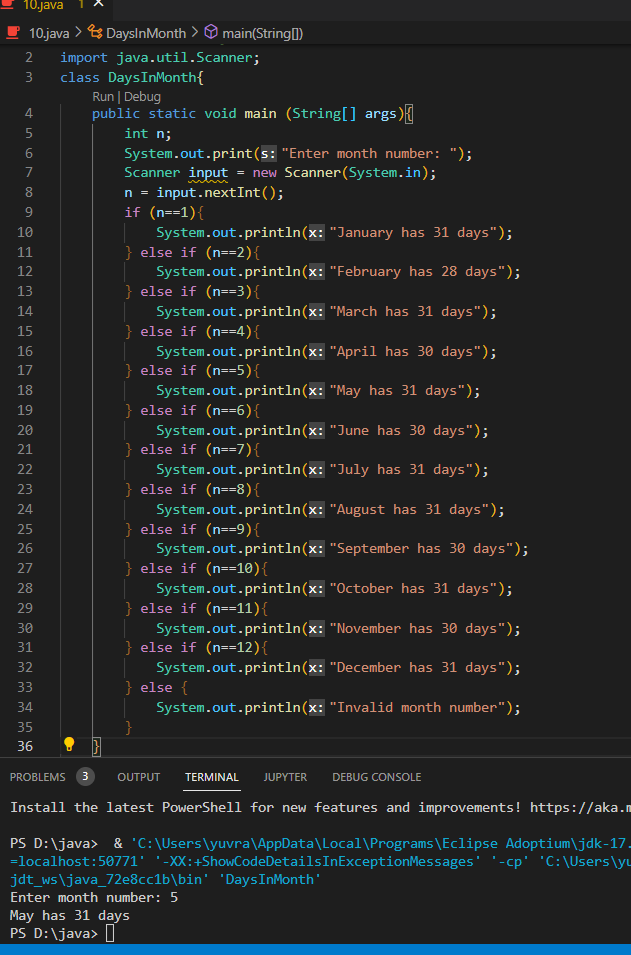 10.java 1 ×
10.java > DaysInMonth > main(String[])
2 import java.util.Scanner;
3 class DaysInMonth{
Run | Debug
4 public static void main (String[] args){
5 int n;
6 System.out.print(s: "Enter month number: ");
7 Scanner input = new Scanner(System.in);
8 n = input.nextInt();
9 if (n==1){
10 System.out.println(x: "January has 31 days");
11 } else if (n==2){
12 System.out.println(x: "February has 28 days");
13 } else if (n==3){
14 System.out.println(x: "March has 31 days");
15 } else if (n==4){
16 System.out.println(x: "April has 30 days");
17 } else if (n==5){
18 System.out.println(x: "May has 31 days");
19 } else if (n==6){
20 System.out.println(x: "June has 30 days");
21 } else if (n==7){
22 System.out.println(x: "July has 31 days");
23 } else if (n==8){
24 System.out.println(x: "August has 31 days");
25 } else if (n==9){
26 System.out.println(x: "September has 30 days");
27 } else if (n==10){
28 System.out.println(x: "October has 31 days");
29 } else if (n==11){
30 System.out.println(x: "November has 30 days");
31 } else if (n==12){
32 System.out.println(x: "December has 31 days");
33 } else {
34 System.out.println(x: "Invalid month number");
35 }
36 }
PROBLEMS 3 OUTPUT TERMINAL JUPYTER DEBUG CONSOLE
Install the latest PowerShell for new features and improvements! https://aka.m
PS D:\java> & 'C:\Users\yuvra\AppData\Local\Programs\Eclipse Adoptium\jdk-17.
=localhost:50771' '-XX:+ShowCodeDetailsInExceptionMessages' '-cp' 'C:\Users\yu
jdt_ws\java_72e8cc1b\bin' 'DaysInMonth'
Enter month number: 5
May has 31 days
PS D:\java>